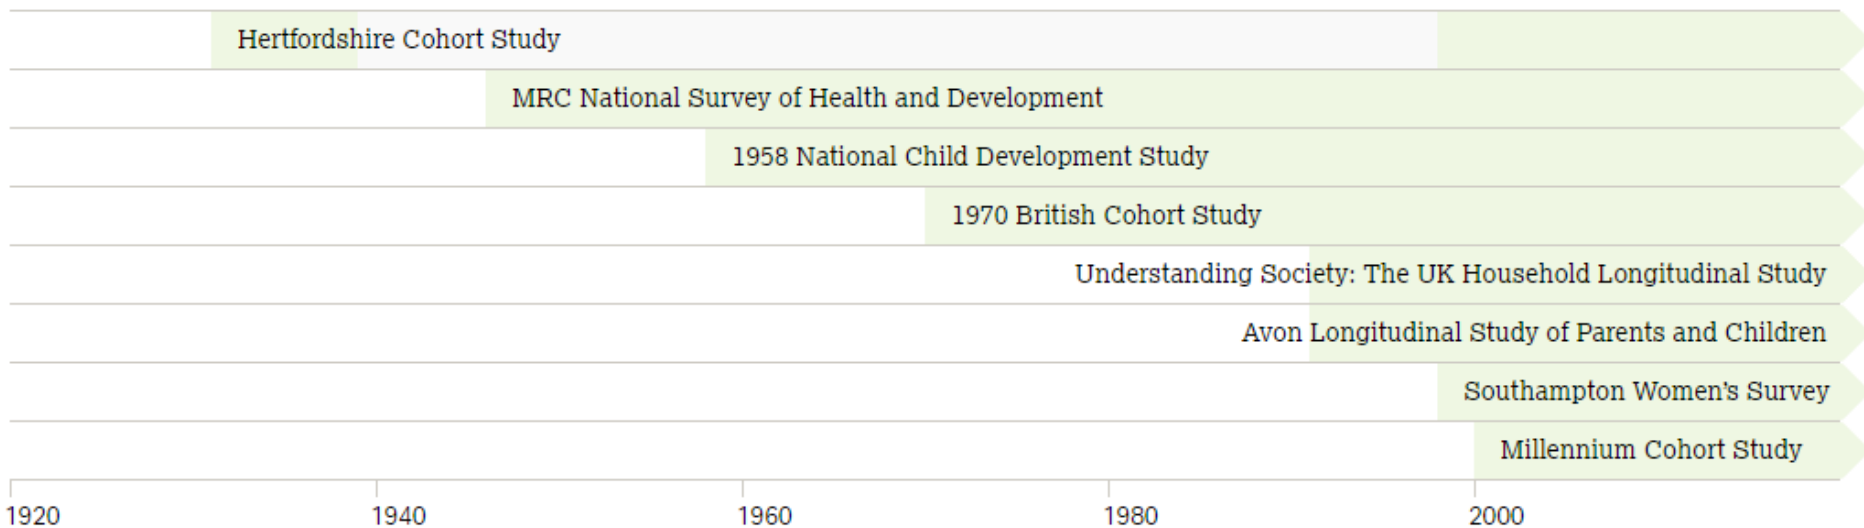 Hertfordshire Cohort Study
MRC National Survey of Health and Development
1958 National Child Development Study
1970 British Cohort Study
Understanding Society: The UK Household Longitudinal Study
Avon Longitudinal Study of Parents and Children
Southampton Women’s Survey
Millennium Cohort Study
1920 1940 1960 1980 2000